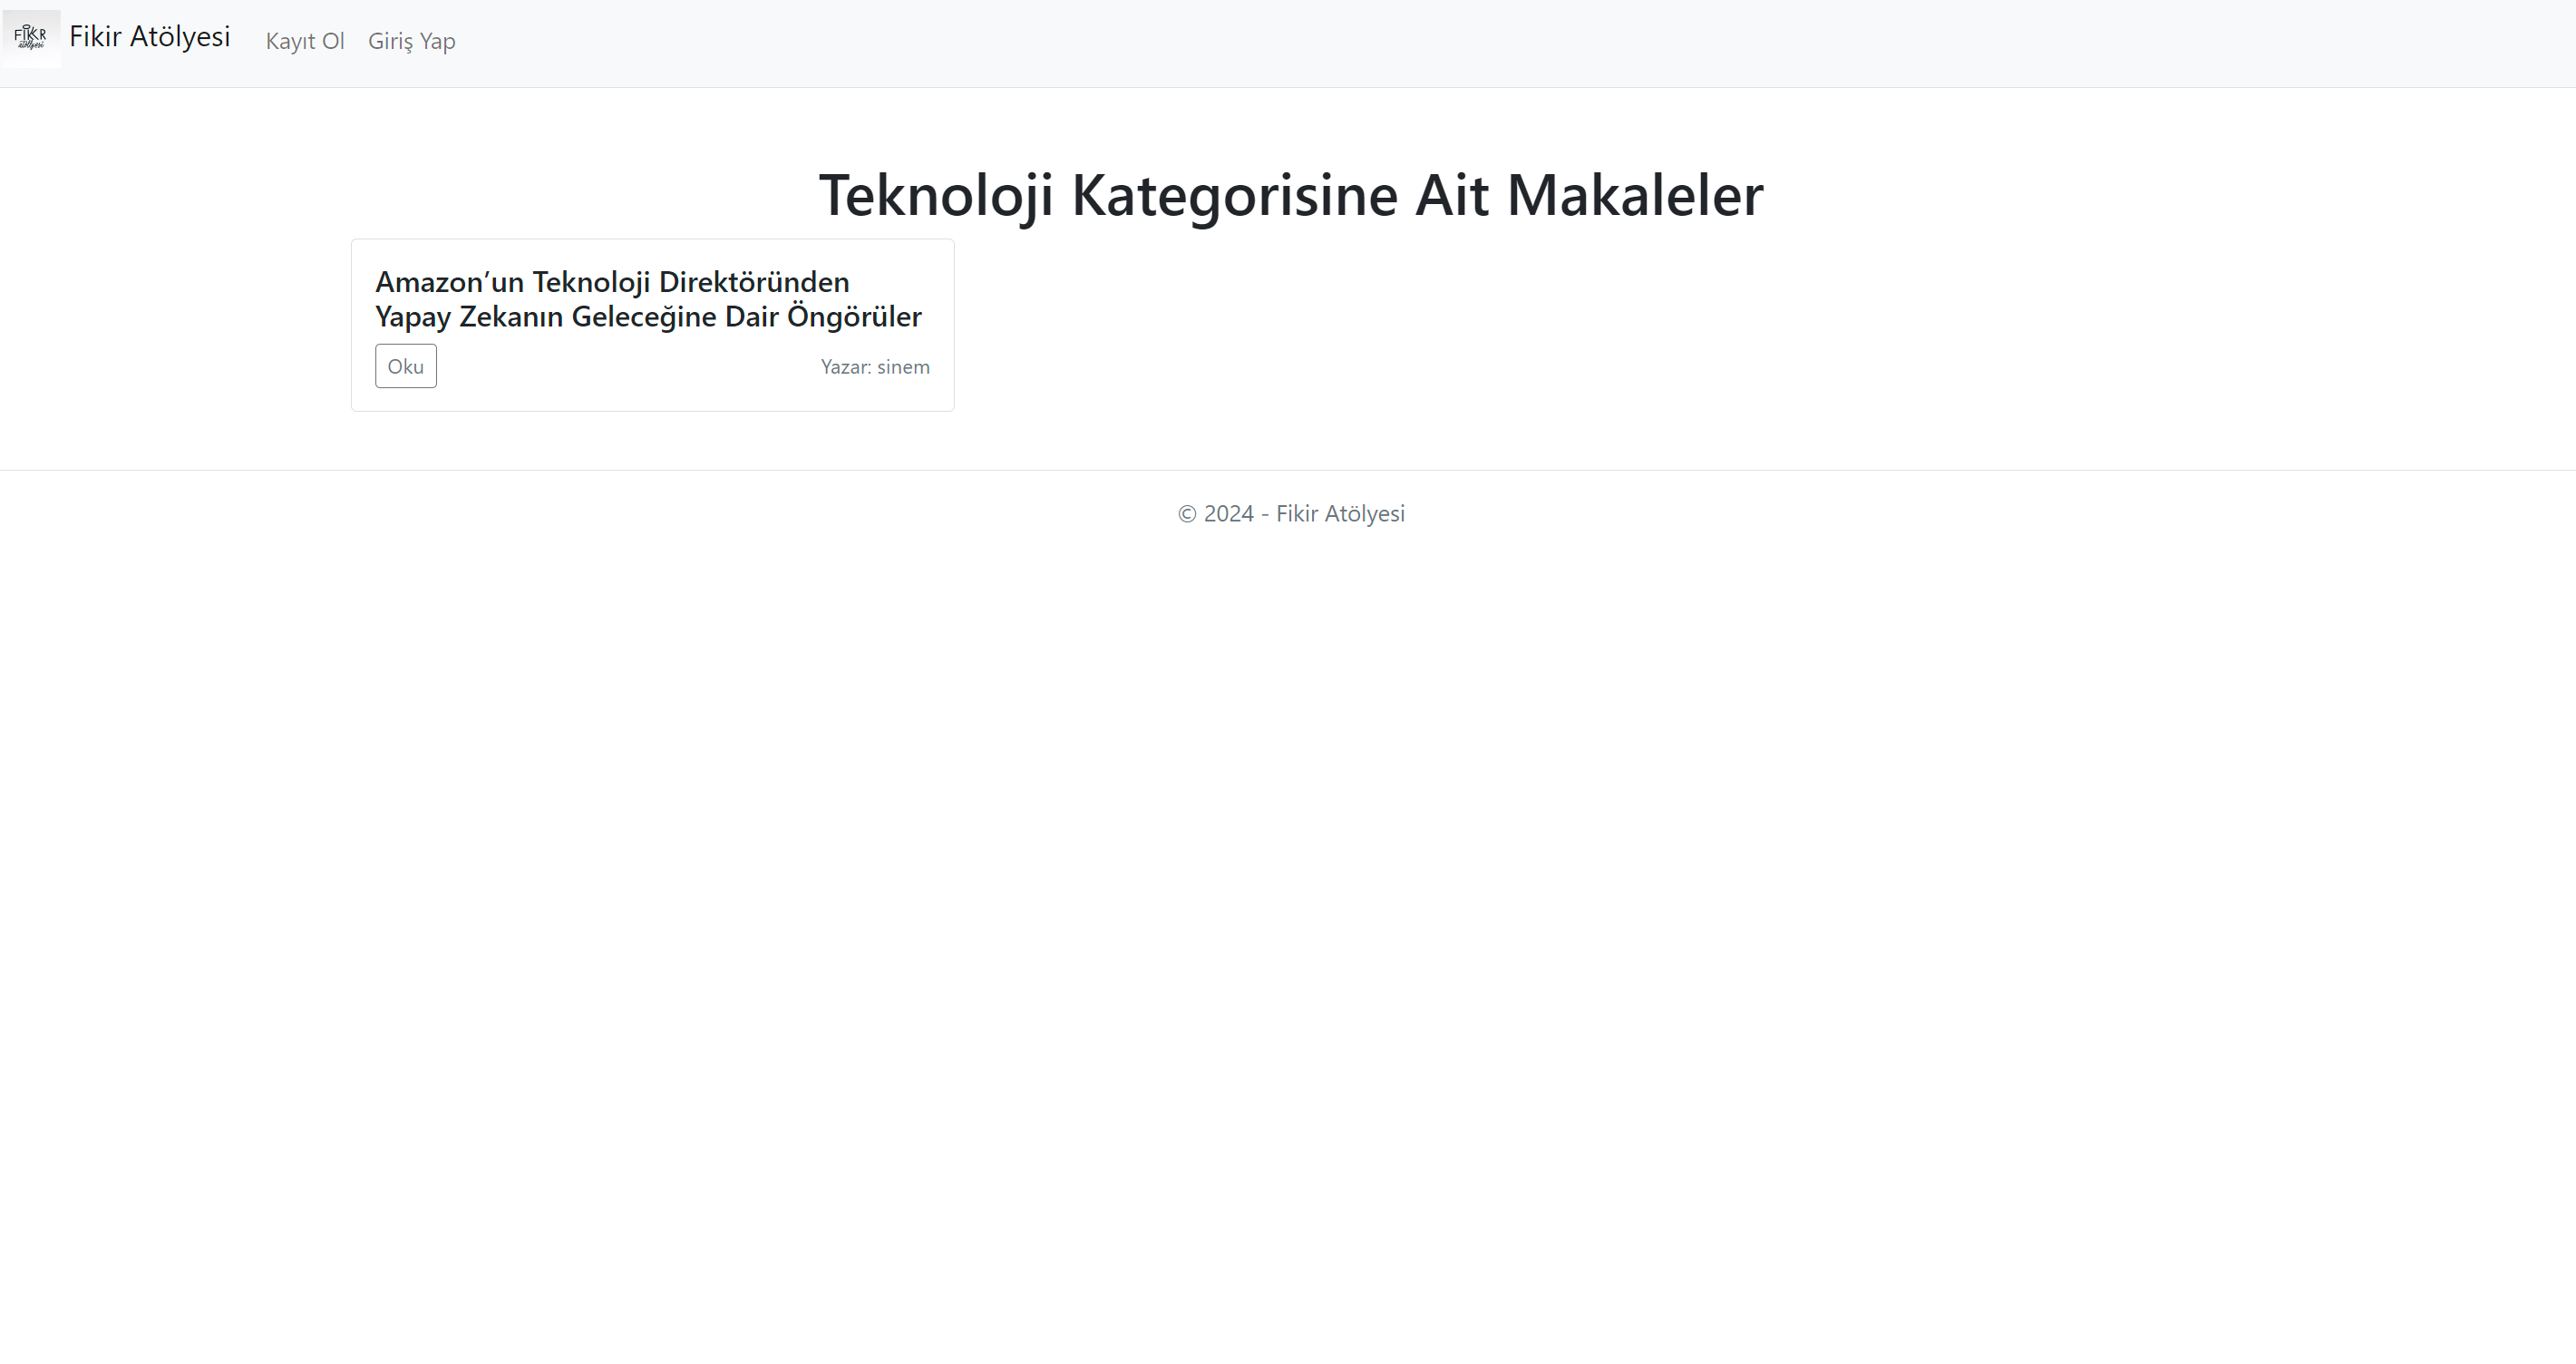 FİKİR
atölyesi
Fikir Atölyesi
Kayıt Ol
Giriş Yap
Teknoloji Kategorisine Ait Makaleler
Amazon’un Teknoloji Direktöründen
Yapay Zekanın Geleceğine Dair Öngörüler
Oku
Yazar: sinem
© 2024 - Fikir Atölyesi